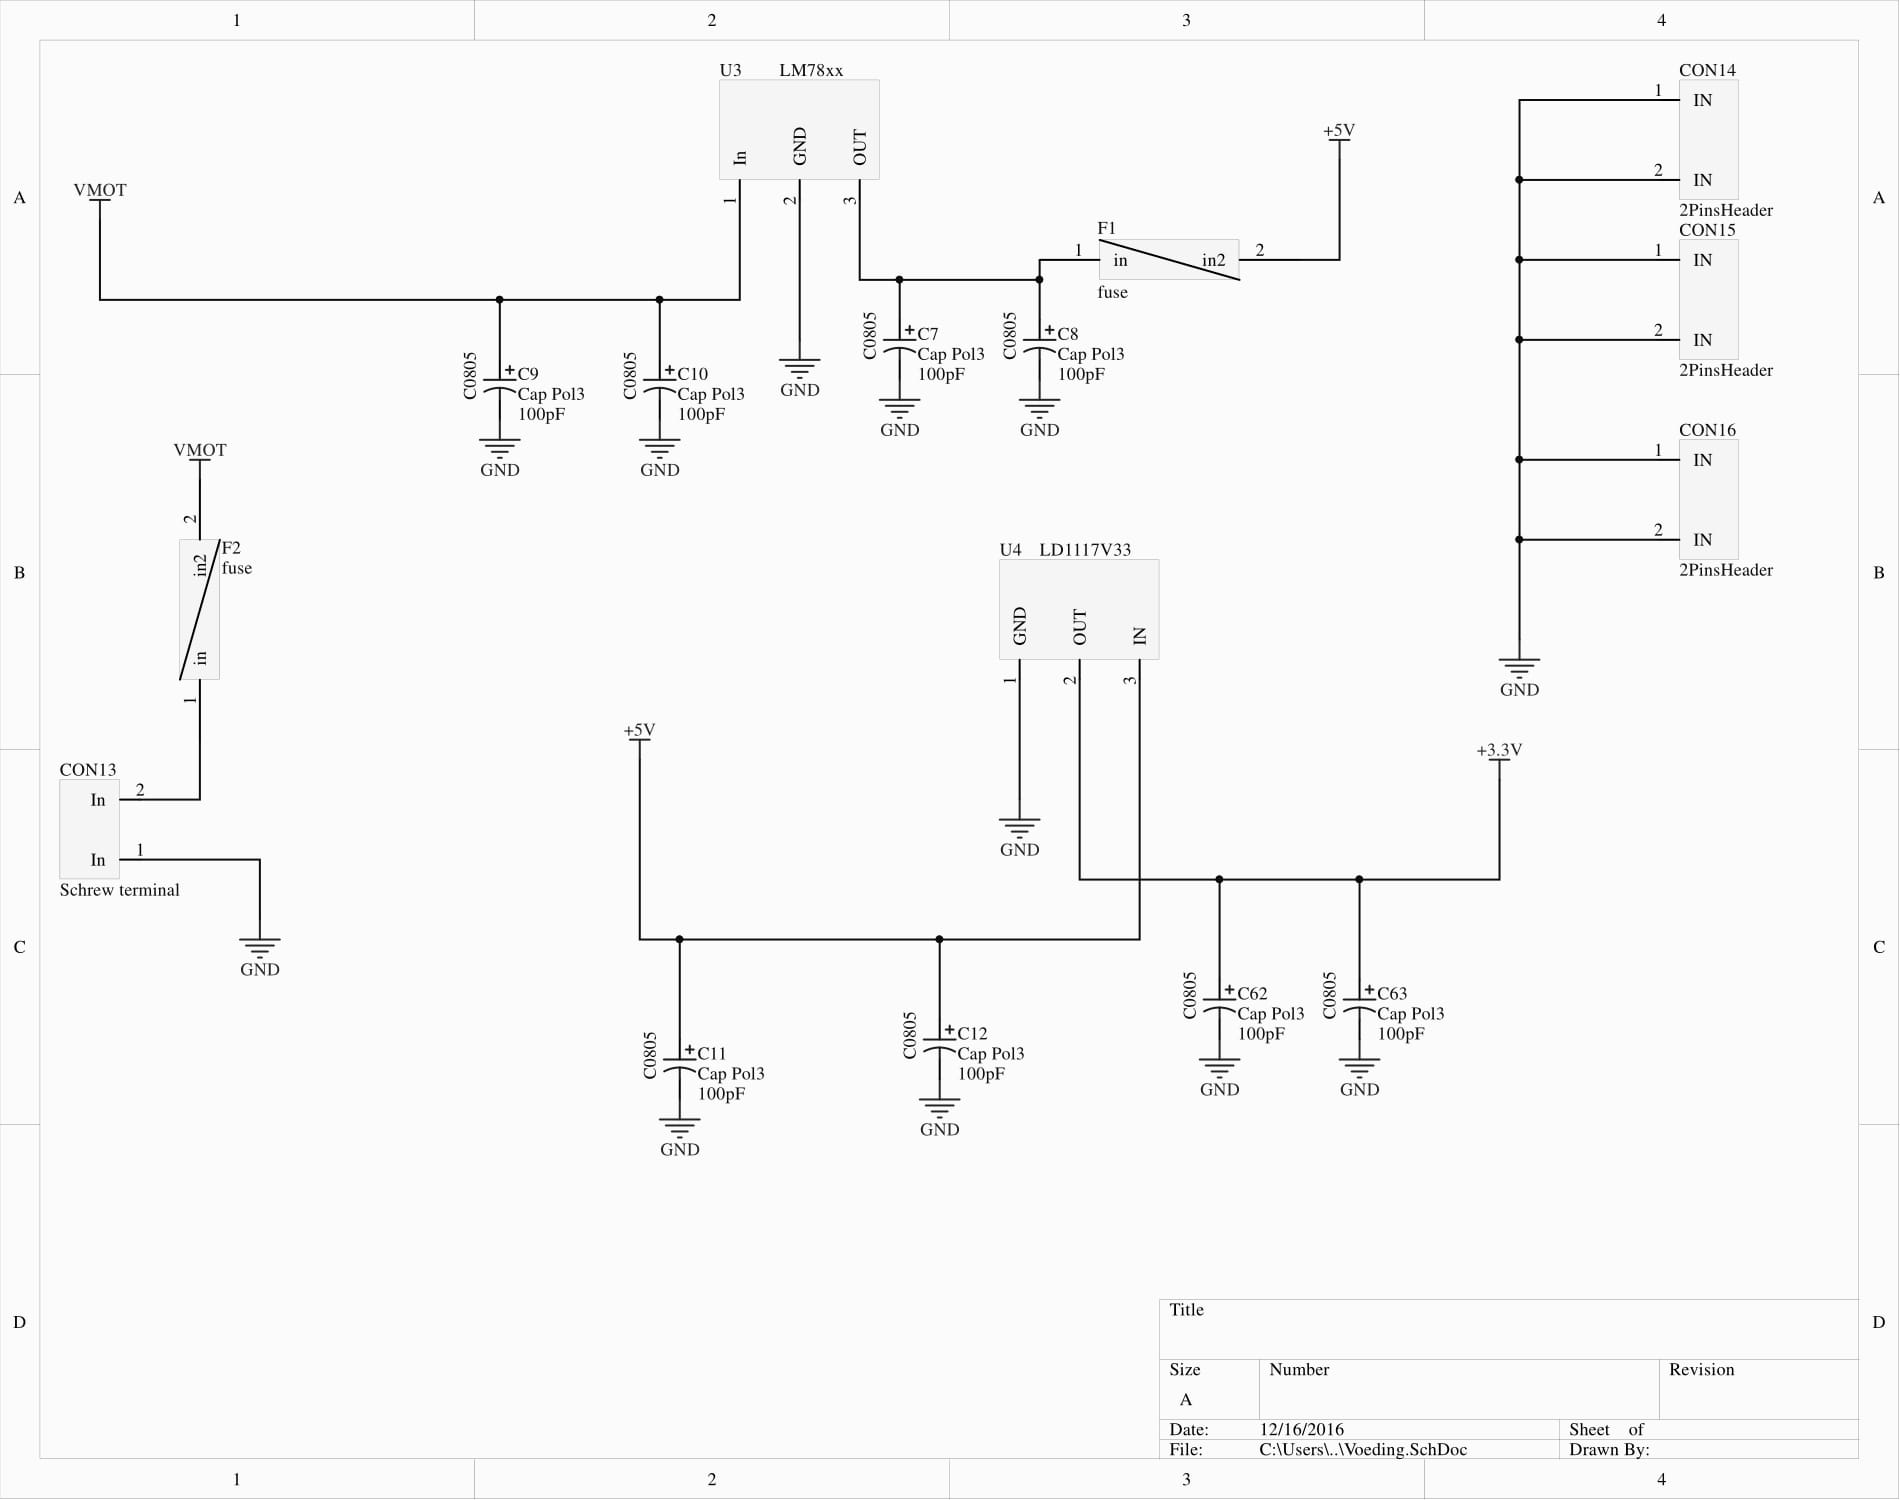 1 2 3 4
A A
B B
C C
D D
1 2 3 4
U3 LM78xx
In
GND
OUT
1
2
3
VMOT
C0805
+ C9
Cap Pol3
100pF
GND
C0805
+ C10
Cap Pol3
100pF
GND
GND
C0805
+ C7
Cap Pol3
100pF
GND
C0805
+ C8
Cap Pol3
100pF
GND
F1
1 in in2 2
fuse
+5V
CON14
1 IN
2 IN
2PinsHeader
CON15
1 IN
2 IN
2PinsHeader
CON16
1 IN
2 IN
2PinsHeader
GND
VMOT
2
in2
F2
fuse
in
1
CON13
In 2
In 1
Schrew terminal
GND
U4 LD1117V33
GND
OUT
IN
1
2
3
GND
+5V
C0805
+ C11
Cap Pol3
100pF
GND
C0805
+ C12
Cap Pol3
100pF
GND
+3.3V
C0805
+ C62
Cap Pol3
100pF
GND
C0805
+ C63
Cap Pol3
100pF
GND
Title
Size Number Revision
A
Date: 12/16/2016 Sheet of
File: C:\Users\..\Voeding.SchDoc Drawn By: